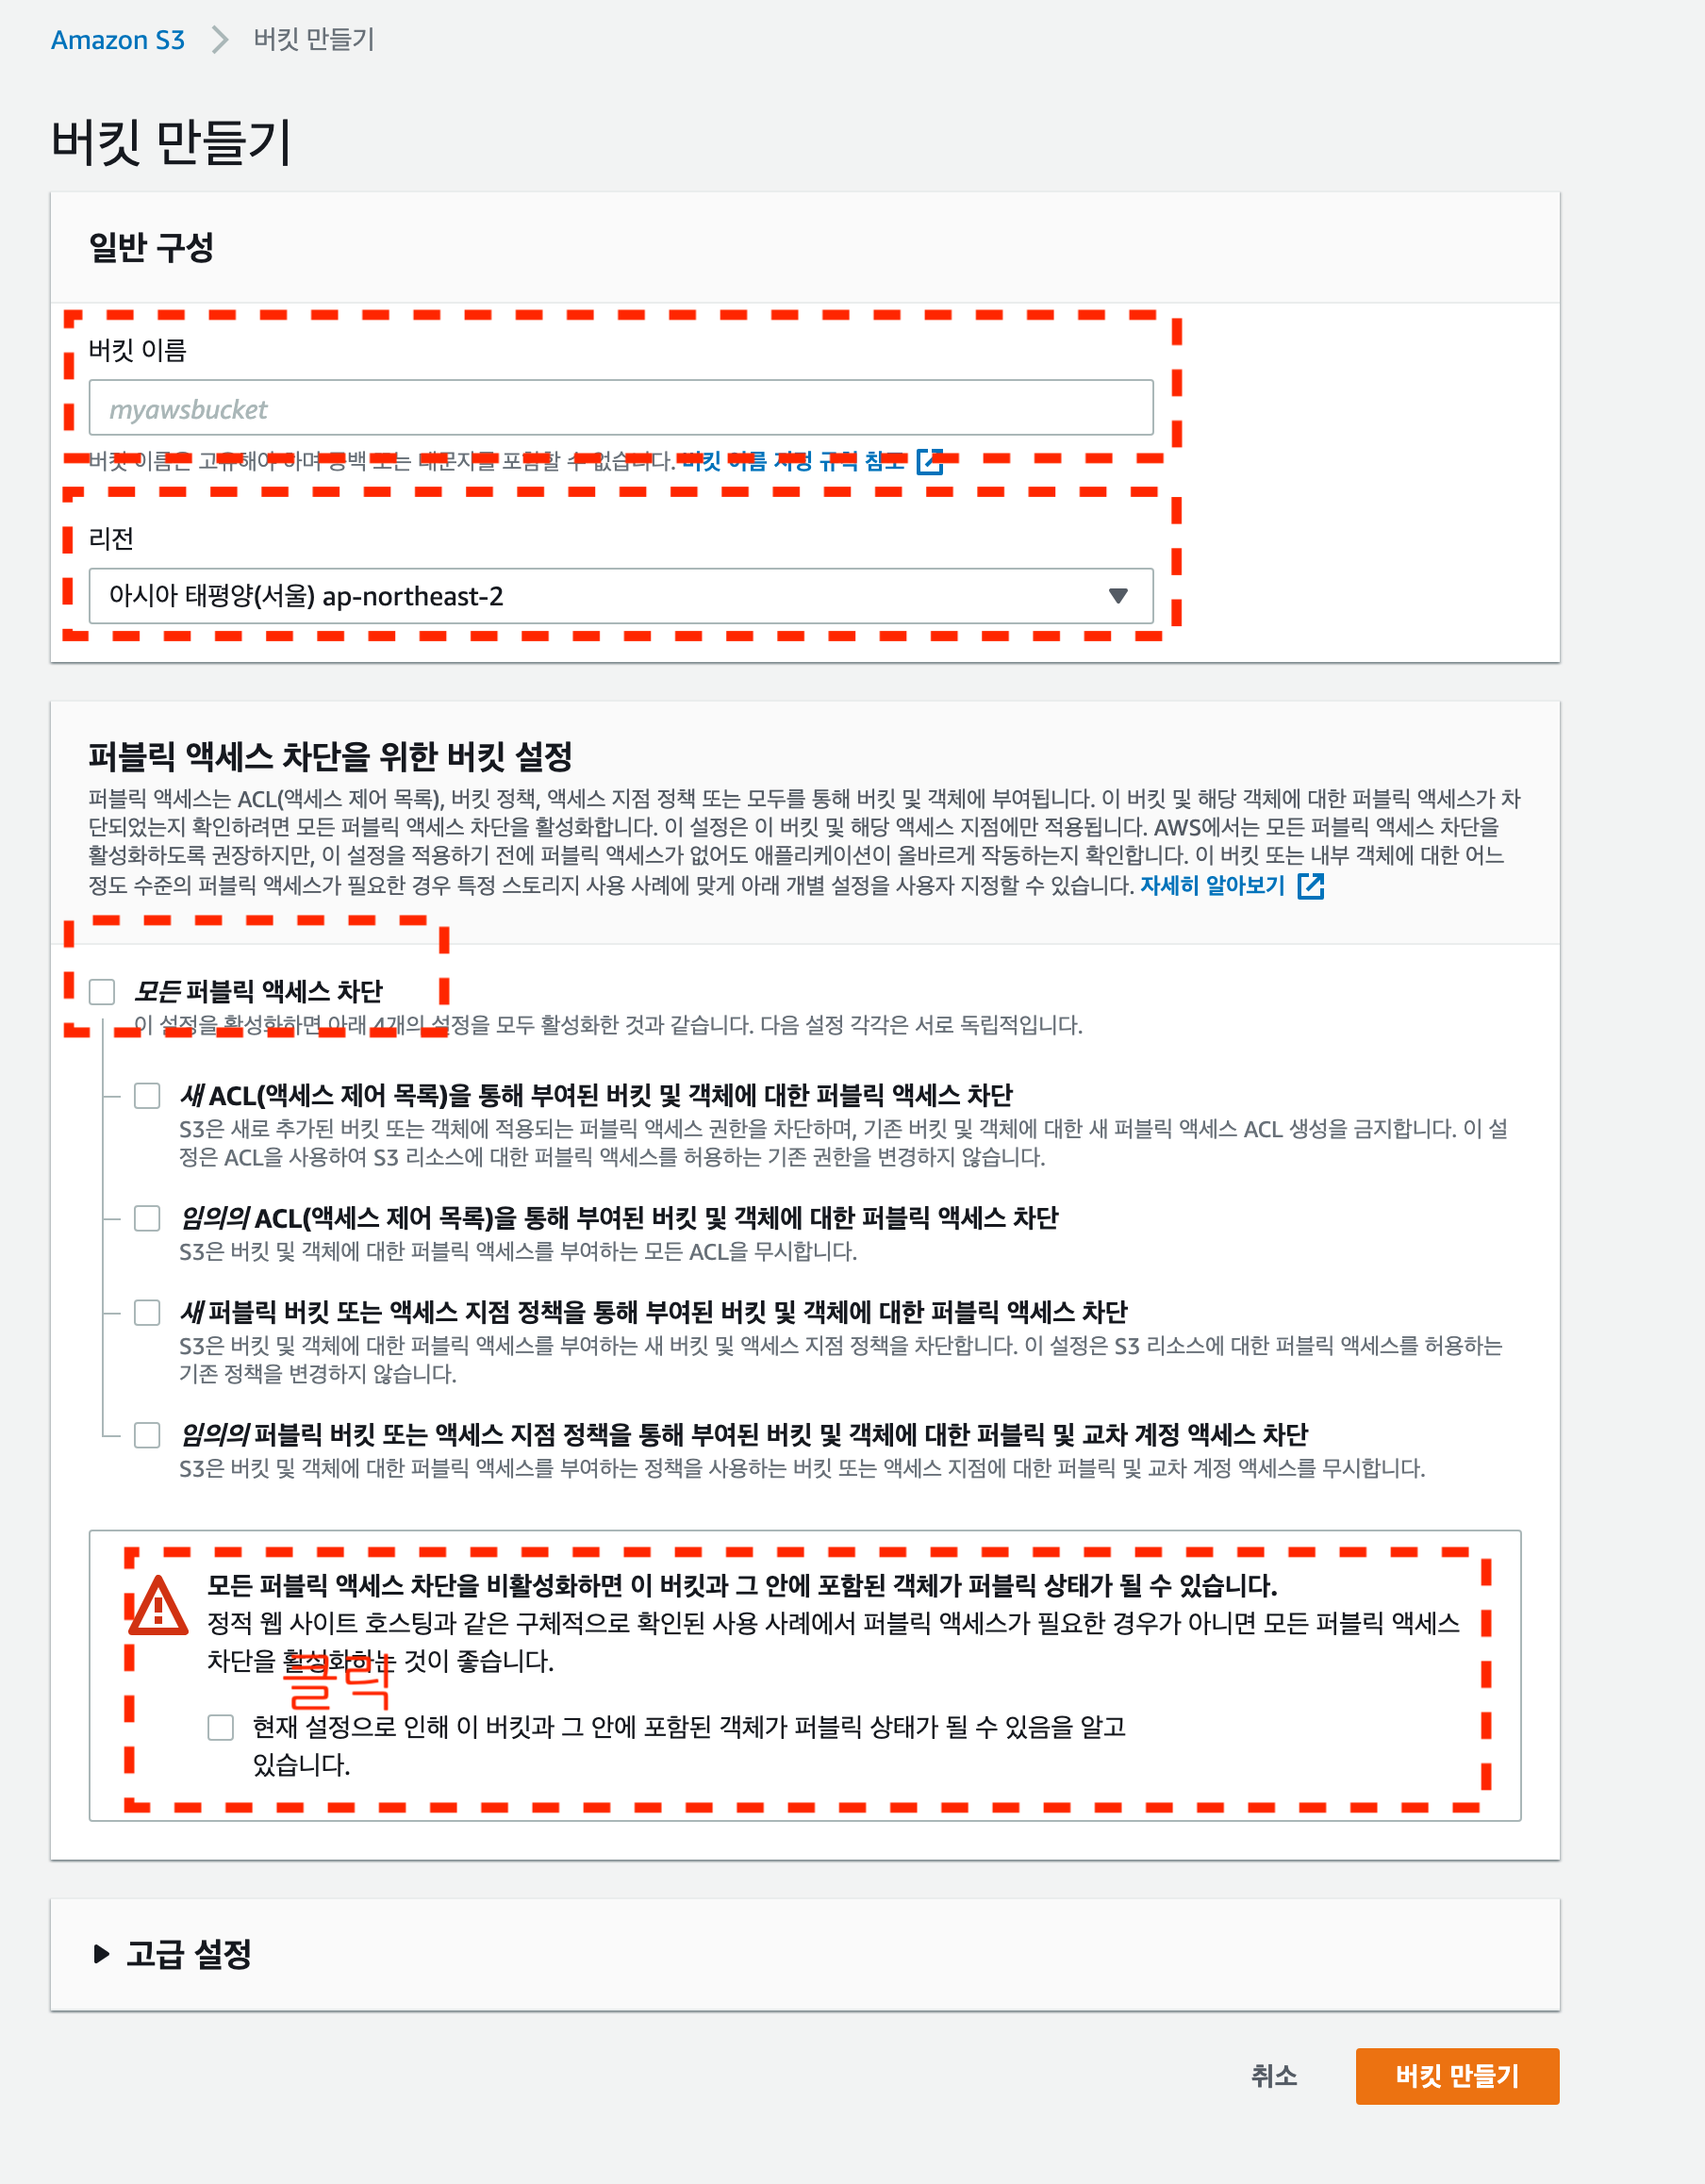 Amazon S3 > 버킷 만들기
버킷 만들기
일반 구성
버킷 이름
myawsbucket
버킷 이름은 고유해야 하며 공백 또는 대문자를 포함할 수 없습니다. 버킷 이름 지정 규칙 참조
리전
아시아 태평양(서울) ap-northeast-2
퍼블릭 액세스 차단을 위한 버킷 설정
퍼블릭 액세스는 ACL(액세스 제어 목록), 버킷 정책, 액세스 지점 정책 또는 모두를 통해 버킷 및 객체에 부여됩니다. 이 버킷 및 해당 객체에 대한 퍼블릭 액세스가 차
단되었는지 확인하려면 모든 퍼블릭 액세스 차단을 활성화합니다. 이 설정은 이 버킷 및 해당 액세스 지점에만 적용됩니다. AWS에서는 모든 퍼블릭 액세스 차단을
활성화하도록 권장하지만, 이 설정을 적용하기 전에 퍼블릭 액세스가 없어도 애플리케이션이 올바르게 작동하는지 확인합니다. 이 버킷 또는 내부 객체에 대한 어느
정도 수준의 퍼블릭 액세스가 필요한 경우 특정 스토리지 사용 사례에 맞게 아래 개별 설정을 사용자 지정할 수 있습니다. 자세히 알아보기
모든 퍼블릭 액세스 차단
이 설정을 활성화하면 아래 4개의 설정을 모두 활성화한 것과 같습니다. 다음 설정 각각은 서로 독립적입니다.
새 ACL(액세스 제어 목록)을 통해 부여된 버킷 및 객체에 대한 퍼블릭 액세스 차단
S3은 새로 추가된 버킷 또는 객체에 적용되는 퍼블릭 액세스 권한을 차단하며, 기존 버킷 및 객체에 대한 새 퍼블릭 액세스 ACL 생성을 금지합니다. 이 설
정은 ACL을 사용하여 S3 리소스에 대한 퍼블릭 액세스를 허용하는 기존 권한을 변경하지 않습니다.
임의의 ACL(액세스 제어 목록)을 통해 부여된 버킷 및 객체에 대한 퍼블릭 액세스 차단
S3은 버킷 및 객체에 대한 퍼블릭 액세스를 부여하는 모든 ACL을 무시합니다.
새 퍼블릭 버킷 또는 액세스 지점 정책을 통해 부여된 버킷 및 객체에 대한 퍼블릭 액세스 차단
S3은 버킷 및 객체에 대한 퍼블릭 액세스를 부여하는 새 버킷 및 액세스 지점 정책을 차단합니다. 이 설정은 S3 리소스에 대한 퍼블릭 액세스를 허용하는
기존 정책을 변경하지 않습니다.
임의의 퍼블릭 버킷 또는 액세스 지점 정책을 통해 부여된 버킷 및 객체에 대한 퍼블릭 및 교차 계정 액세스 차단
S3은 버킷 및 객체에 대한 퍼블릭 액세스를 부여하는 정책을 사용하는 버킷 또는 액세스 지점에 대한 퍼블릭 및 교차 계정 액세스를 무시합니다.
모든 퍼블릭 액세스 차단을 비활성화하면 이 버킷과 그 안에 포함된 객체가 퍼블릭 상태가 될 수 있습니다.
정적 웹 사이트 호스팅과 같은 구체적으로 확인된 사용 사례에서 퍼블릭 액세스가 필요한 경우가 아니면 모든 퍼블릭 액세스
차단을 활성화하는 것이 좋습니다.
클릭
현재 설정으로 인해 이 버킷과 그 안에 포함된 객체가 퍼블릭 상태가 될 수 있음을 알고
있습니다.
고급 설정
취소
버킷 만들기